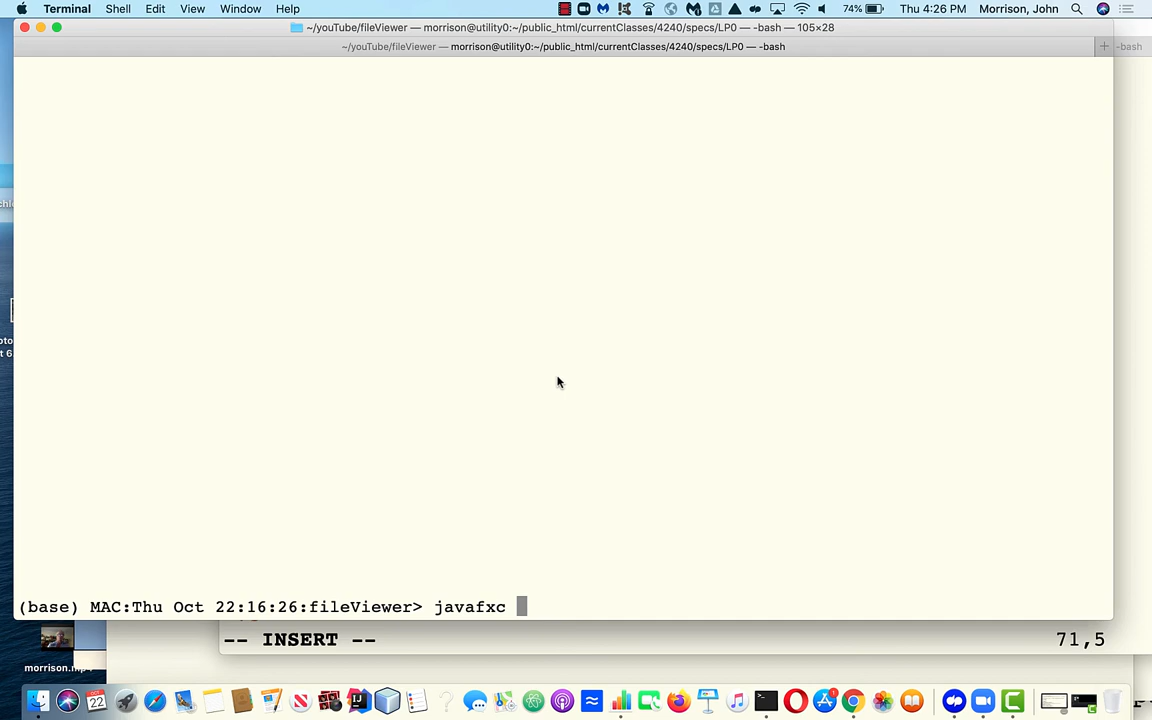 Terminal Shell Edit View Window Help 74% Thu 4:26 PM Morrison, John
~/youTube/fileViewer — morrison@utility0:~/public_html/currentClasses/4240/specs/LP0 — -bash — 105×28
~/youTube/fileViewer — morrison@utility0:~/public_html/currentClasses/4240/specs/LP0 — -bash
+ -bash
(base) MAC:Thu Oct 22:16:26:fileViewer> javafxc
-- INSERT -- 71,5
22